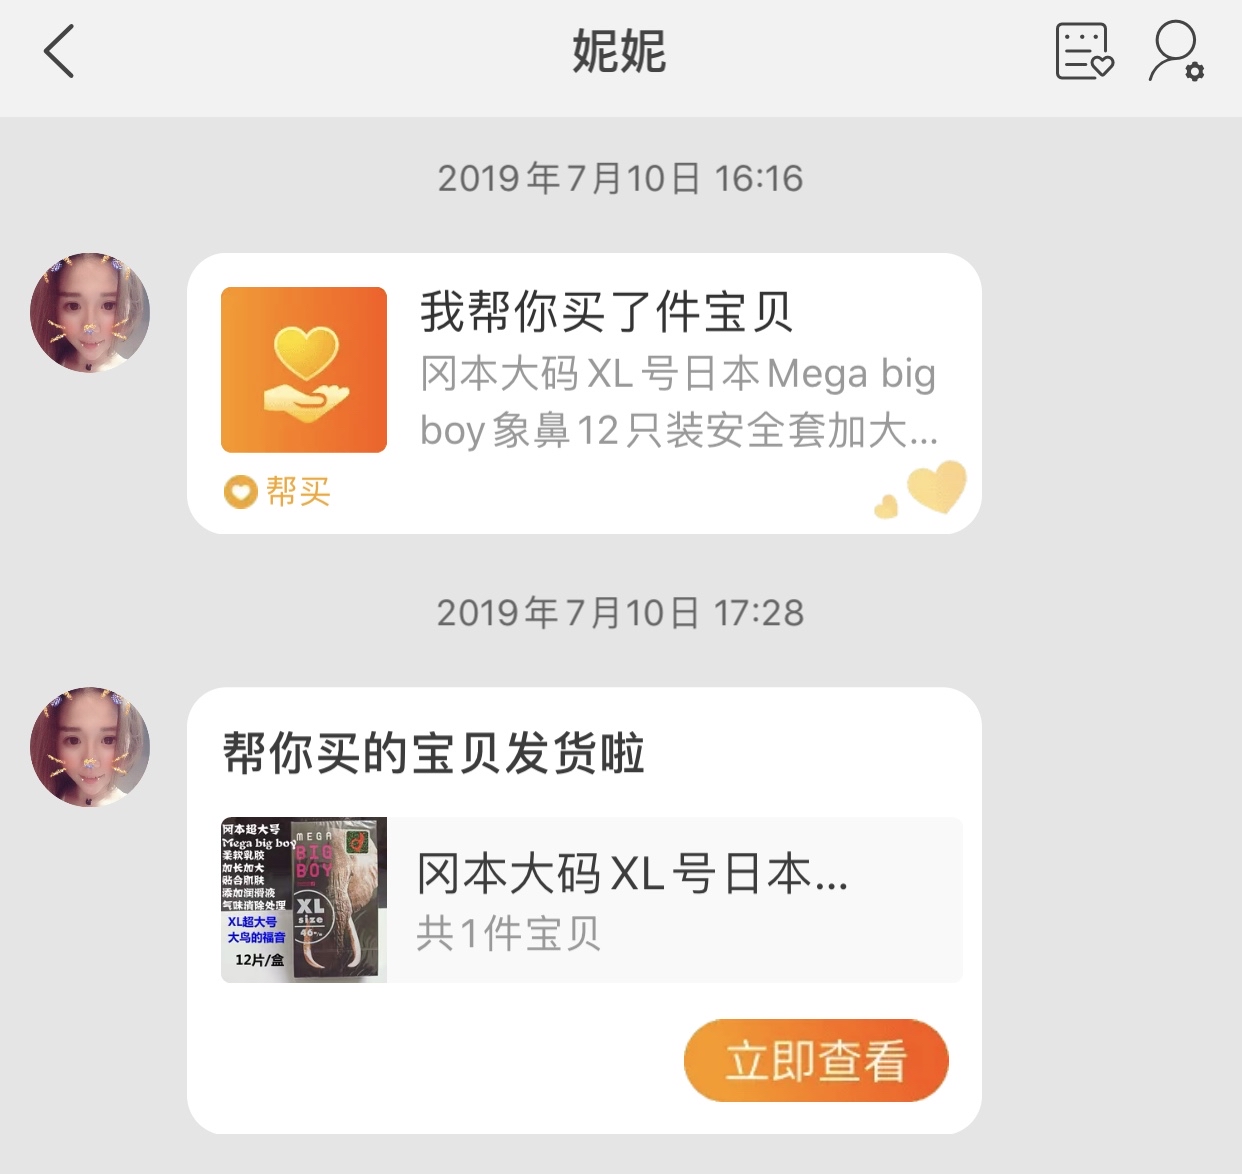 妮妮
2019年7月10日 16:16
我帮你买了件宝贝
冈本大码XL号日本Mega big
boy象鼻12只装安全套加大...
帮买
2019年7月10日 17:28
帮你买的宝贝发货啦
冈本超大号
Mega big boy
柔软乳胶
加长加大
贴合肌肤
添加润滑液
气味清除处理
XL超大号
大鸟的福音
12片/盒
MEGA
BIG
BOY
XL
size
冈本大码XL号日本...
共1件宝贝
立即查看